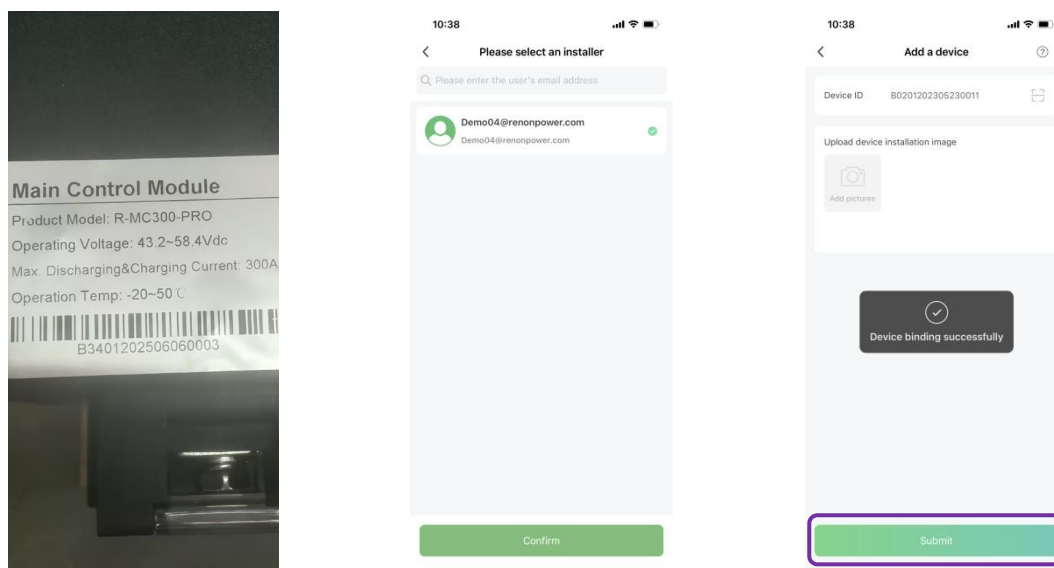 Main Control Module
Product Model: R-MC300-PRO
Operating Voltage: 43.2~58.4Vdc
Max. Discharging&Charging Current: 300A
Operation Temp: -20~50℃
B3401202506060003
10:38
Please select an installer
Please enter the user's email address
Demo04@renonpower.com
Demo04@renonpower.com
Confirm
10:38
Add a device
Device ID B0201202305230011
Upload device installation image
Add pictures
Device binding successfully
Submit